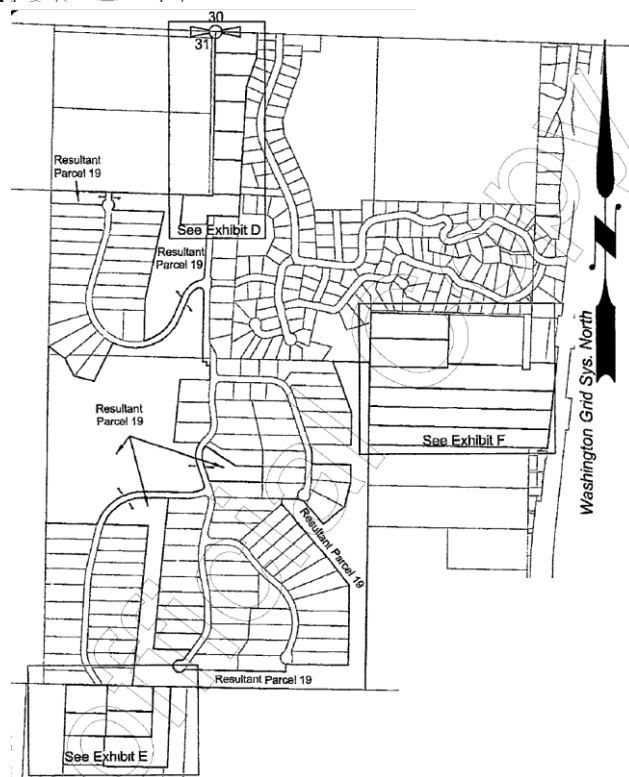 30
31
Resultant
Parcel 19
See Exhibit D
Resultant
Parcel 19
Washington Grid Sys. North
Resultant
Parcel 19
See Exhibit F
Resultant Parcel 19
Resultant Parcel 19
See Exhibit E